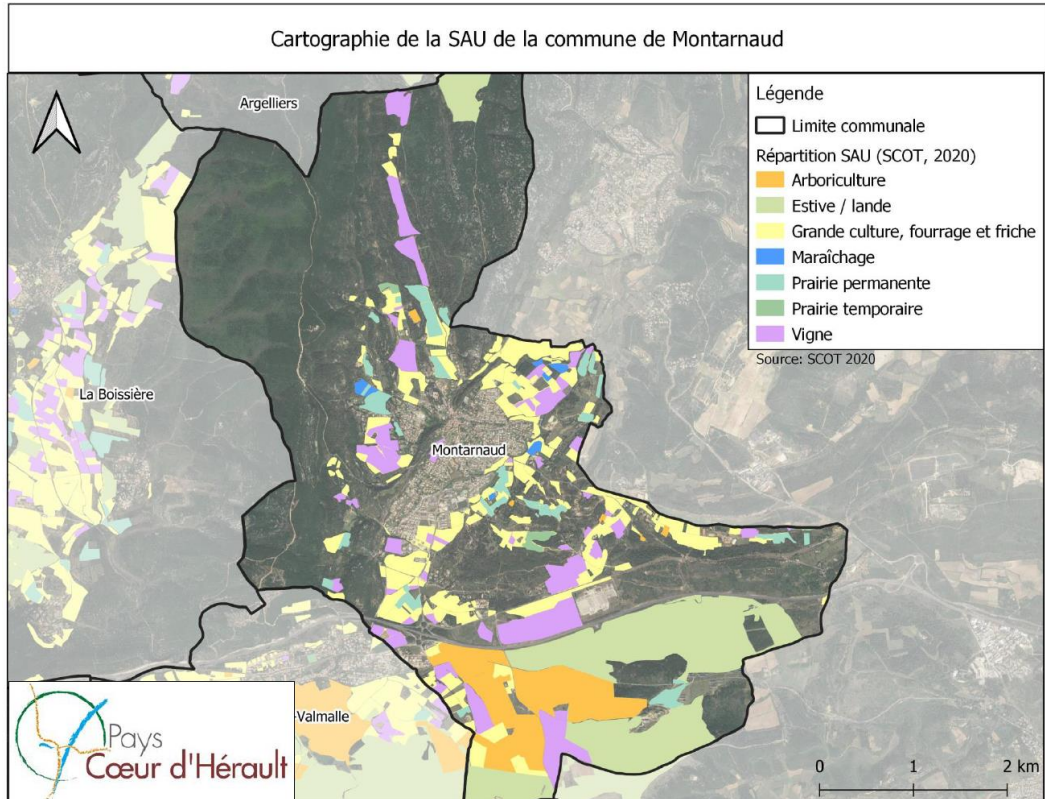 Cartographie de la SAU de la commune de Montarnaud
Argelliers
La Boissière
Montarnaud
-Valmalle
Légende
Limite communale
Répartition SAU (SCOT, 2020)
Arboriculture
Estive / lande
Grande culture, fourrage et friche
Maraîchage
Prairie permanente
Prairie temporaire
Vigne
Source: SCOT 2020
Pays
Cœur d'Hérault
0 1 2 km